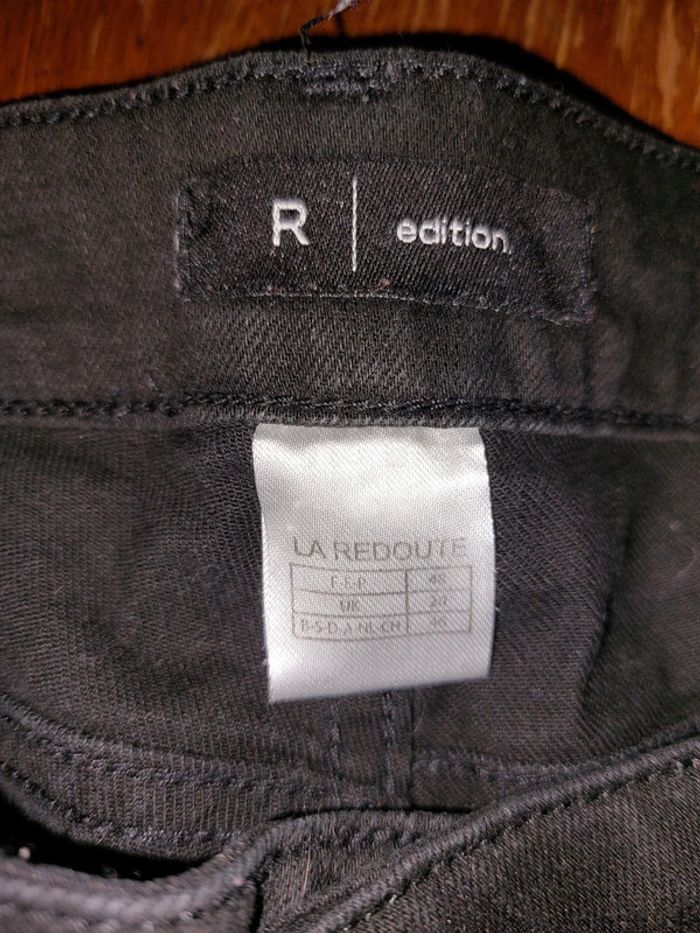 R | edition.
LA REDOUTE
F-E-P 48
UK 20
B-S-D-A-NL-CH 46